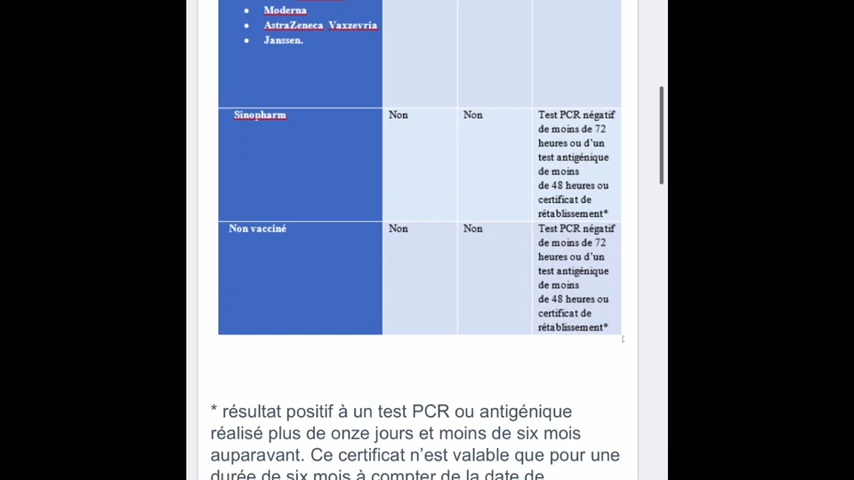 Moderna
AstraZeneca Vaxzevria
Janssen.
Sinopharm
Non
Non
Test PCR négatif
de moins de 72
heures ou d'un
test antigénique
de moins
de 48 heures ou
certificat de
rétablissement*
Non vacciné
Non
Non
Test PCR négatif
de moins de 72
heures ou d'un
test antigénique
de moins
de 48 heures ou
certificat de
rétablissement*
* résultat positif à un test PCR ou antigénique
réalisé plus de onze jours et moins de six mois
auparavant. Ce certificat n'est valable que pour une
durée de six mois à compter de la date de